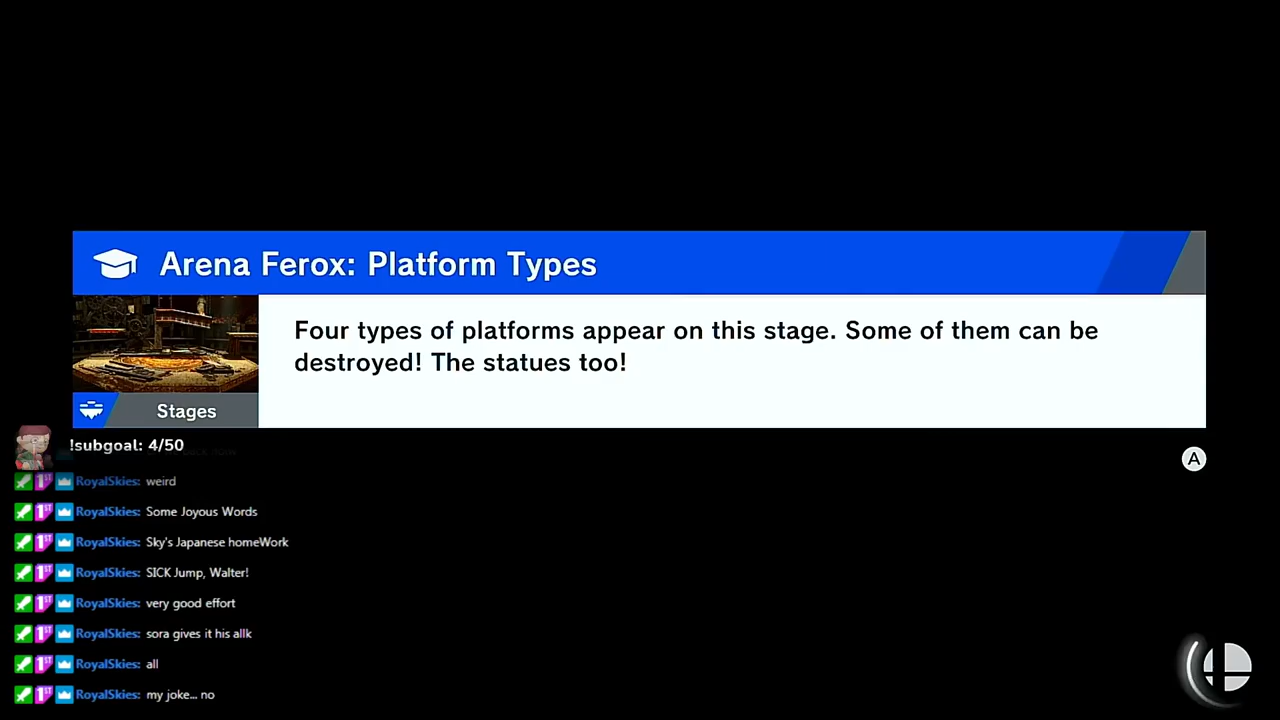 Arena Ferox: Platform Types
Four types of platforms appear on this stage. Some of them can be
destroyed! The statues too!
Stages
!subgoal: 4/50
A
RoyalSkies: weird
RoyalSkies: Some Joyous Words
RoyalSkies: Sky's Japanese homeWork
RoyalSkies: SICK Jump, Walter!
RoyalSkies: very good effort
RoyalSkies: sora gives it his allk
RoyalSkies: all
RoyalSkies: my joke... no